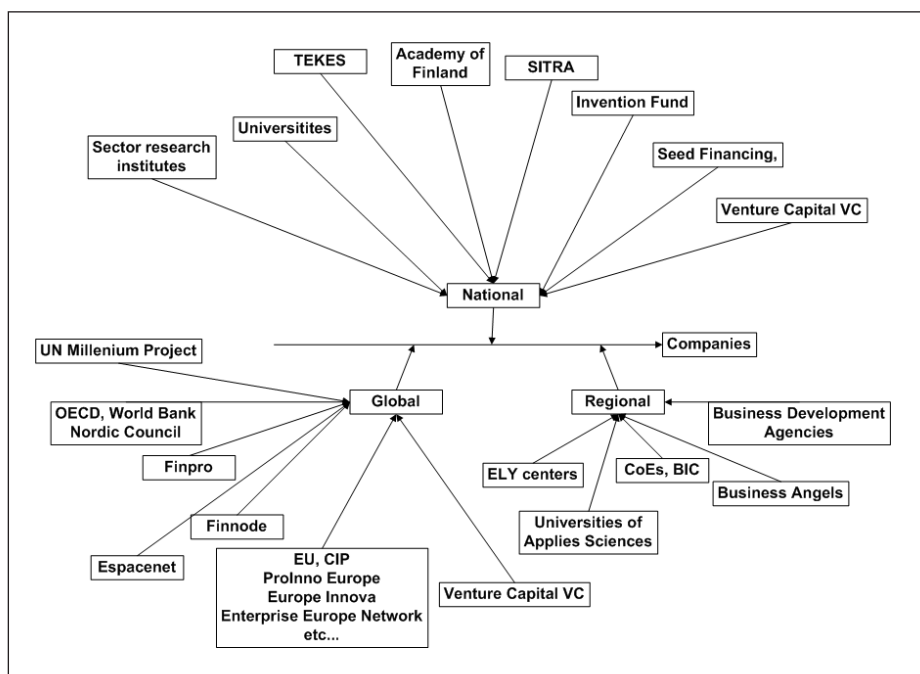 TEKES
Academy of
Finland
SITRA
Invention Fund
Universitites
Sector research
institutes
Seed Financing,
Venture Capital VC
National
Companies
UN Millenium Project
Global
Regional
OECD, World Bank
Nordic Council
Business Development
Agencies
Finpro
ELY centers
CoEs, BIC
Business Angels
Finnode
Universities of
Applies Sciences
Espacenet
EU, CIP
ProInno Europe
Europe Innova
Enterprise Europe Network
etc...
Venture Capital VC